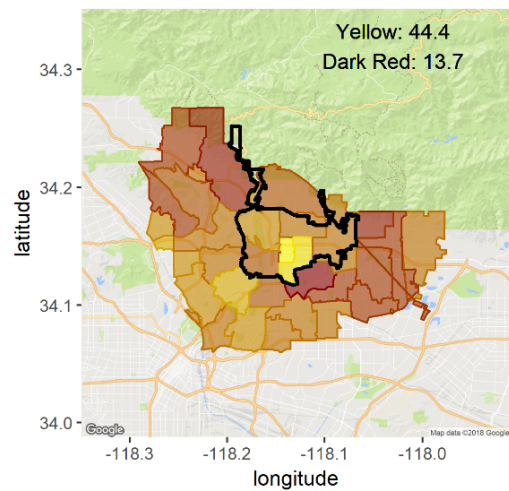 Yellow: 44.4
Dark Red: 13.7
34.3
34.2
34.1
34.0
latitude
Google
Map data ©2018 Google
-118.3
-118.2
-118.1
-118.0
longitude